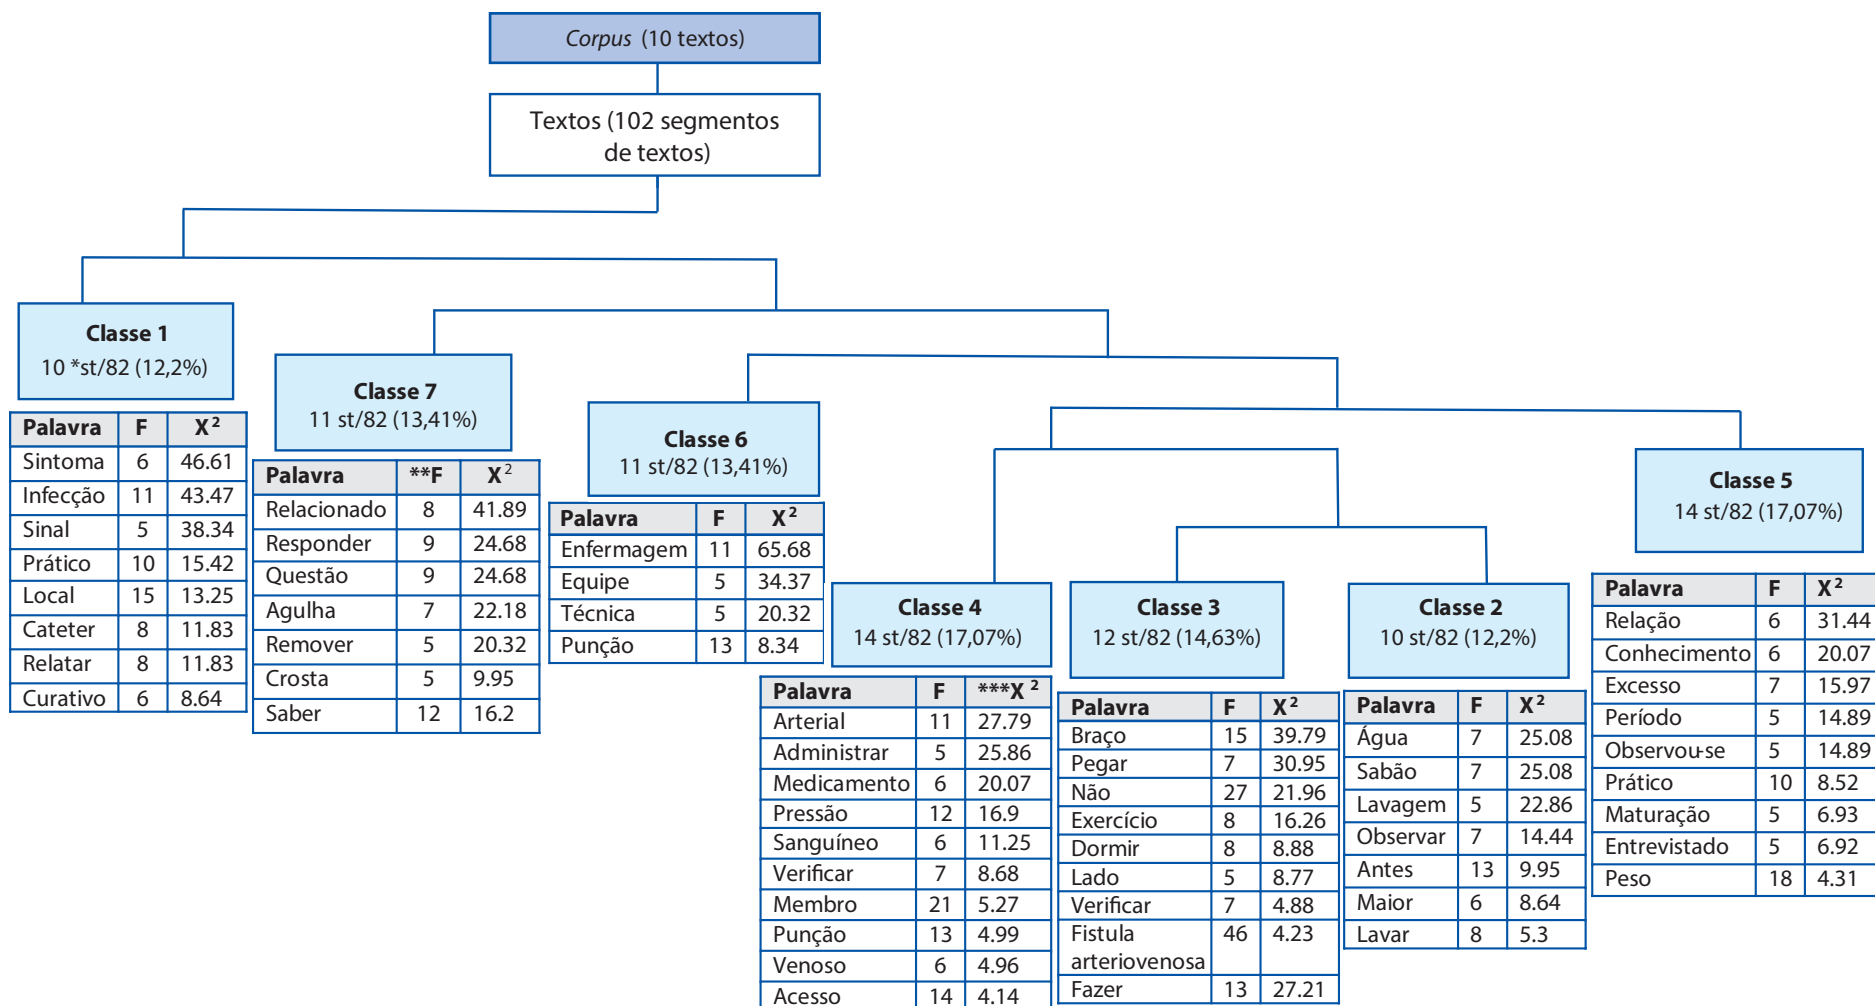 Corpus (10 textos)
Textos (102 segmentos
de textos)
Classe 1
10 *st/82 (12,2%)
Palavra F X²
Sintoma 6 46.61
Infecção 11 43.47
Sinal 5 38.34
Prático 10 15.42
Local 15 13.25
Cateter 8 11.83
Relatar 8 11.83
Curativo 6 8.64
Classe 7
11 st/82 (13,41%)
Palavra **F X²
Relacionado 8 41.89
Responder 9 24.68
Questão 9 24.68
Agulha 7 22.18
Remover 5 20.32
Crosta 5 9.95
Saber 12 16.2
Classe 6
11 st/82 (13,41%)
Palavra F X²
Enfermagem 11 65.68
Equipe 5 34.37
Técnica 5 20.32
Punção 13 8.34
Classe 4
14 st/82 (17,07%)
Palavra F ***X²
Arterial 11 27.79
Administrar 5 25.86
Medicamento 6 20.07
Pressão 12 16.9
Sanguíneo 6 11.25
Verificar 7 8.68
Membro 21 5.27
Punção 13 4.99
Venoso 6 4.96
Acesso 14 4.14
Classe 3
12 st/82 (14,63%)
Palavra F X²
Braço 15 39.79
Pegar 7 30.95
Não 27 21.96
Exercício 8 16.26
Dormir 8 8.88
Lado 5 8.77
Verificar 7 4.88
Fistula 46 4.23
arteriovenosa
Fazer 13 27.21
Classe 2
10 st/82 (12,2%)
Palavra F X²
Água 7 25.08
Sabão 7 25.08
Lavagem 5 22.86
Observar 7 14.44
Antes 13 9.95
Maior 6 8.64
Lavar 8 5.3
Classe 5
14 st/82 (17,07%)
Palavra F X²
Relação 6 31.44
Conhecimento 6 20.07
Excesso 7 15.97
Período 5 14.89
Observou-se 5 14.89
Prático 10 8.52
Maturação 5 6.93
Entrevistado 5 6.92
Peso 18 4.31